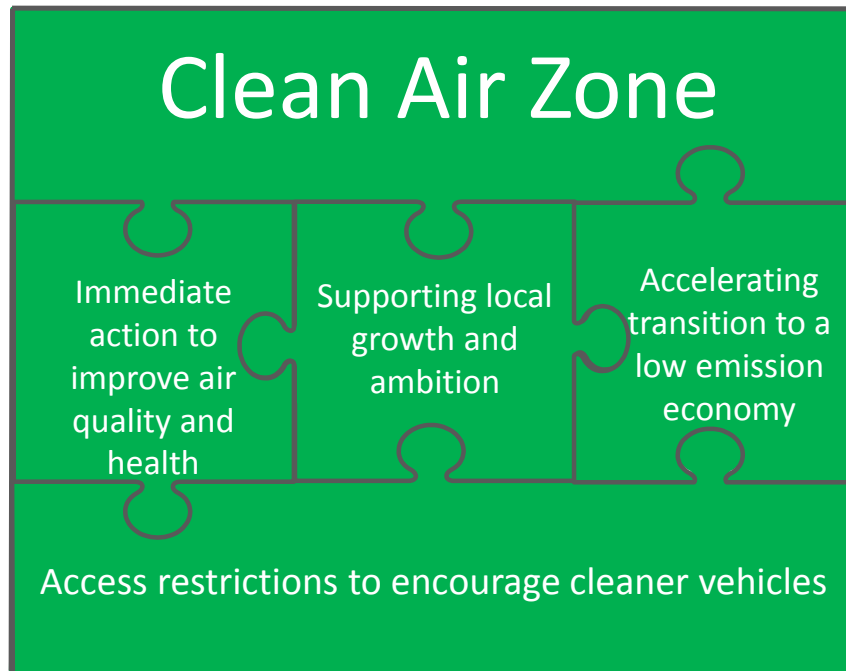 Clean Air Zone
Immediate
action to
improve air
quality and
health
Supporting local
growth and
ambition
Accelerating
transition to a
low emission
economy
Access restrictions to encourage cleaner vehicles